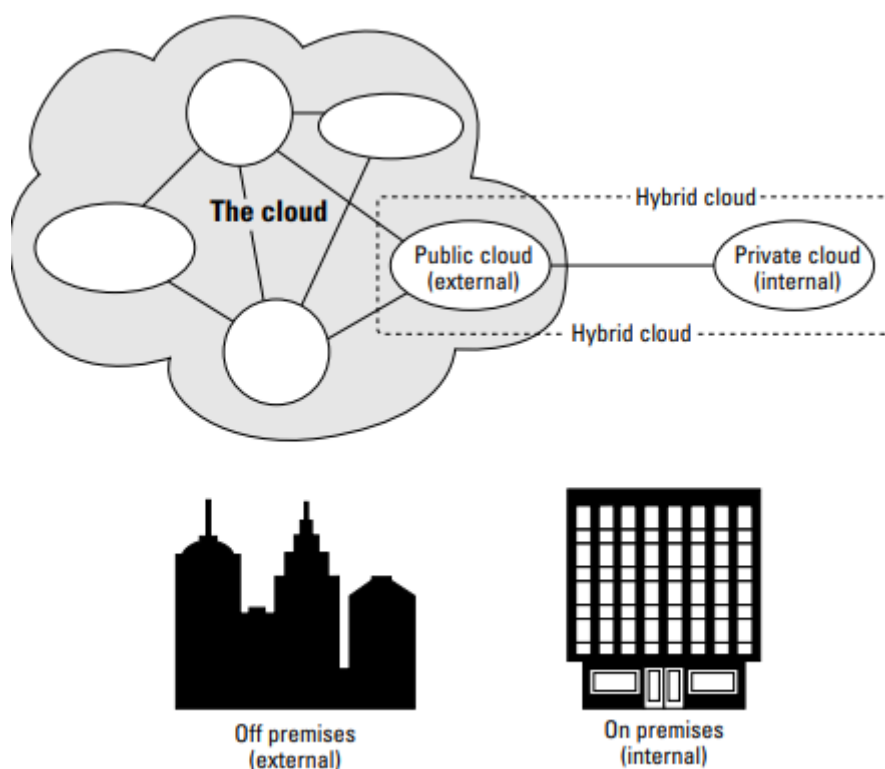 Hybrid cloud
The cloud
Public cloud
(external)
Private cloud
(internal)
Hybrid cloud
Off premises
(external)
On premises
(internal)